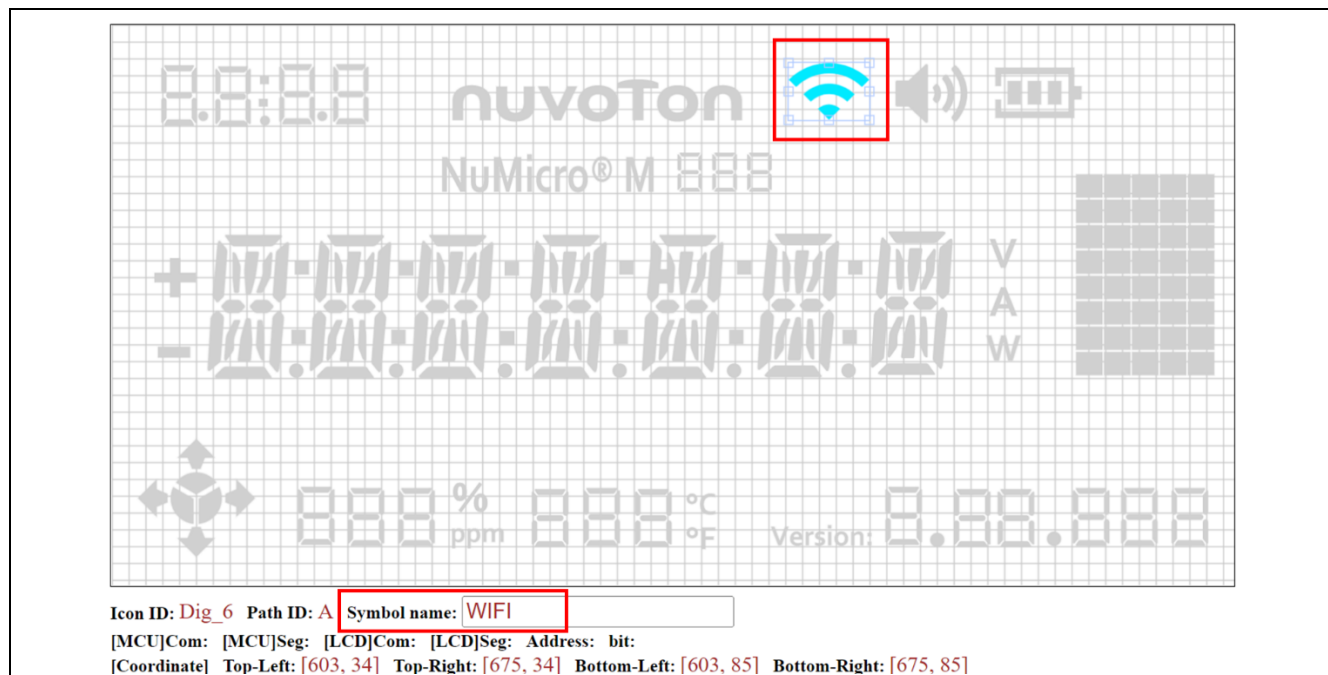 8.8:8.8 nuvoTon
NuMicro® M 888
+ V
A
- W
888 % 888 °C
ppm °F Version: 8.88.888
Icon ID: Dig_6 Path ID: A Symbol name: WIFI
[MCU]Com: [MCU]Seg: [LCD]Com: [LCD]Seg: Address: bit:
[Coordinate] Top-Left: [603, 34] Top-Right: [675, 34] Bottom-Left: [603, 85] Bottom-Right: [675, 85]